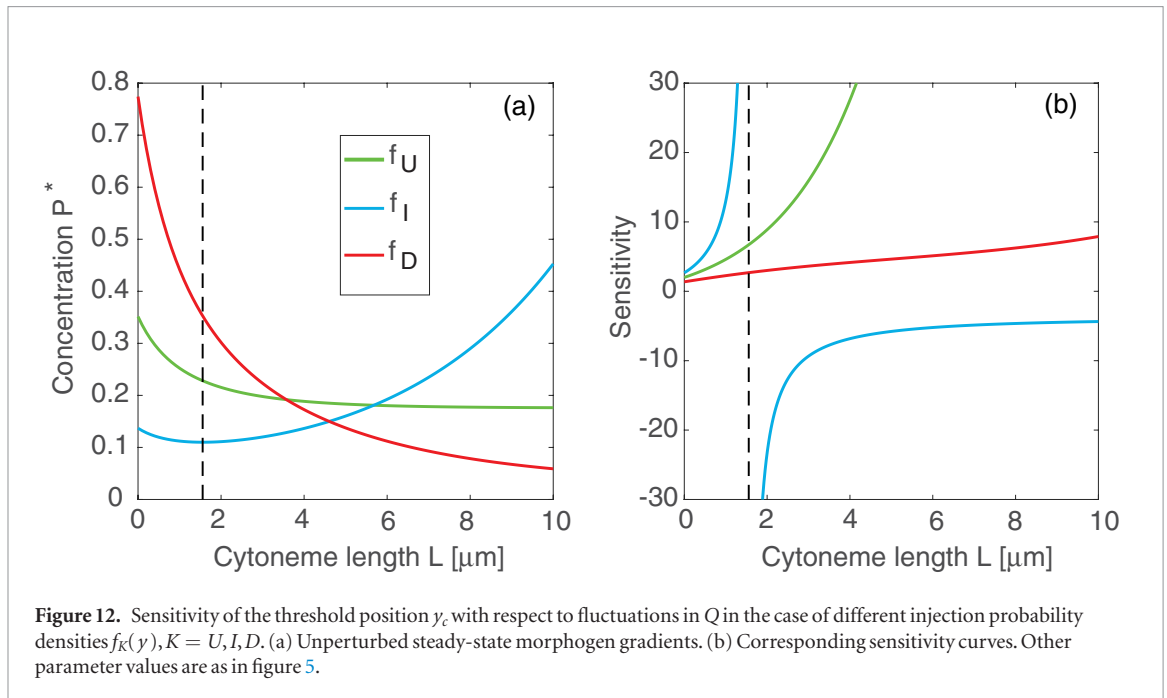 (a)
Concentration P*
0.8
0.7
0.6
0.5
0.4
0.3
0.2
0.1
0
f_U
f_I
f_D
0 2 4 6 8 10
Cytoneme length L [μm]
(b)
Sensitivity
30
20
10
0
-10
-20
-30
0 2 4 6 8 10
Cytoneme length L [μm]
Figure 12. Sensitivity of the threshold position y_c with respect to fluctuations in Q in the case of different injection probability
densities f_K(y), K = U, I, D. (a) Unperturbed steady-state morphogen gradients. (b) Corresponding sensitivity curves. Other
parameter values are as in figure 5.